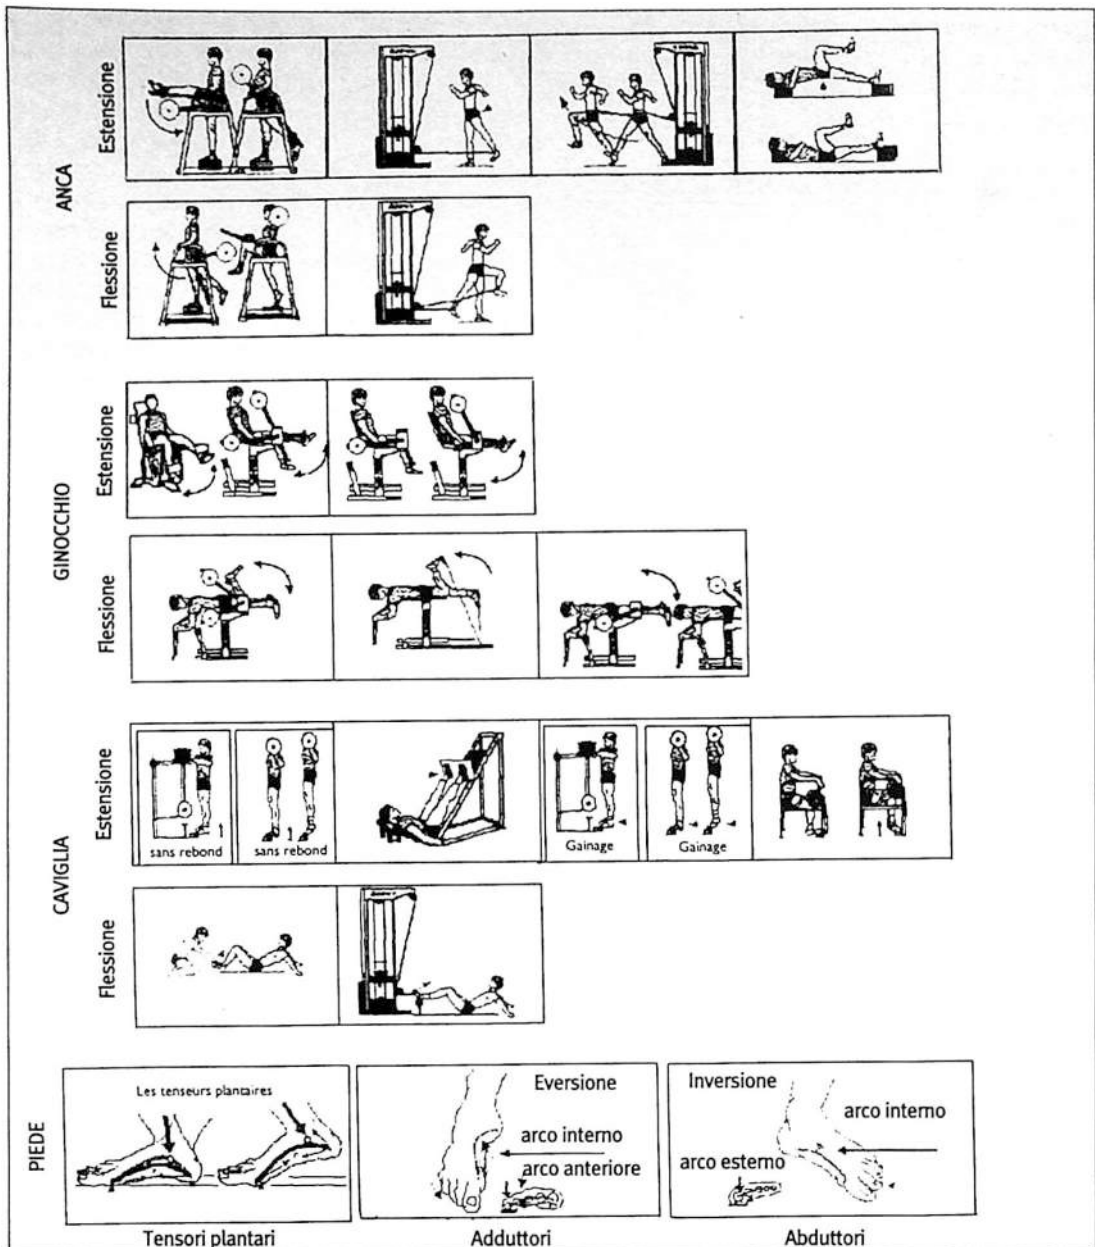 ANCA
Estensione
Flessione
GINOCCHIO
Estensione
Flessione
CAVIGLIA
Estensione
sans rebond
sans rebond
Gainage
Gainage
Flessione
PIEDE
Les tenseurs plantaires
Eversione
arco interno
arco anteriore
Inversione
arco interno
arco esterno
Tensori plantari
Adduttori
Abduttori